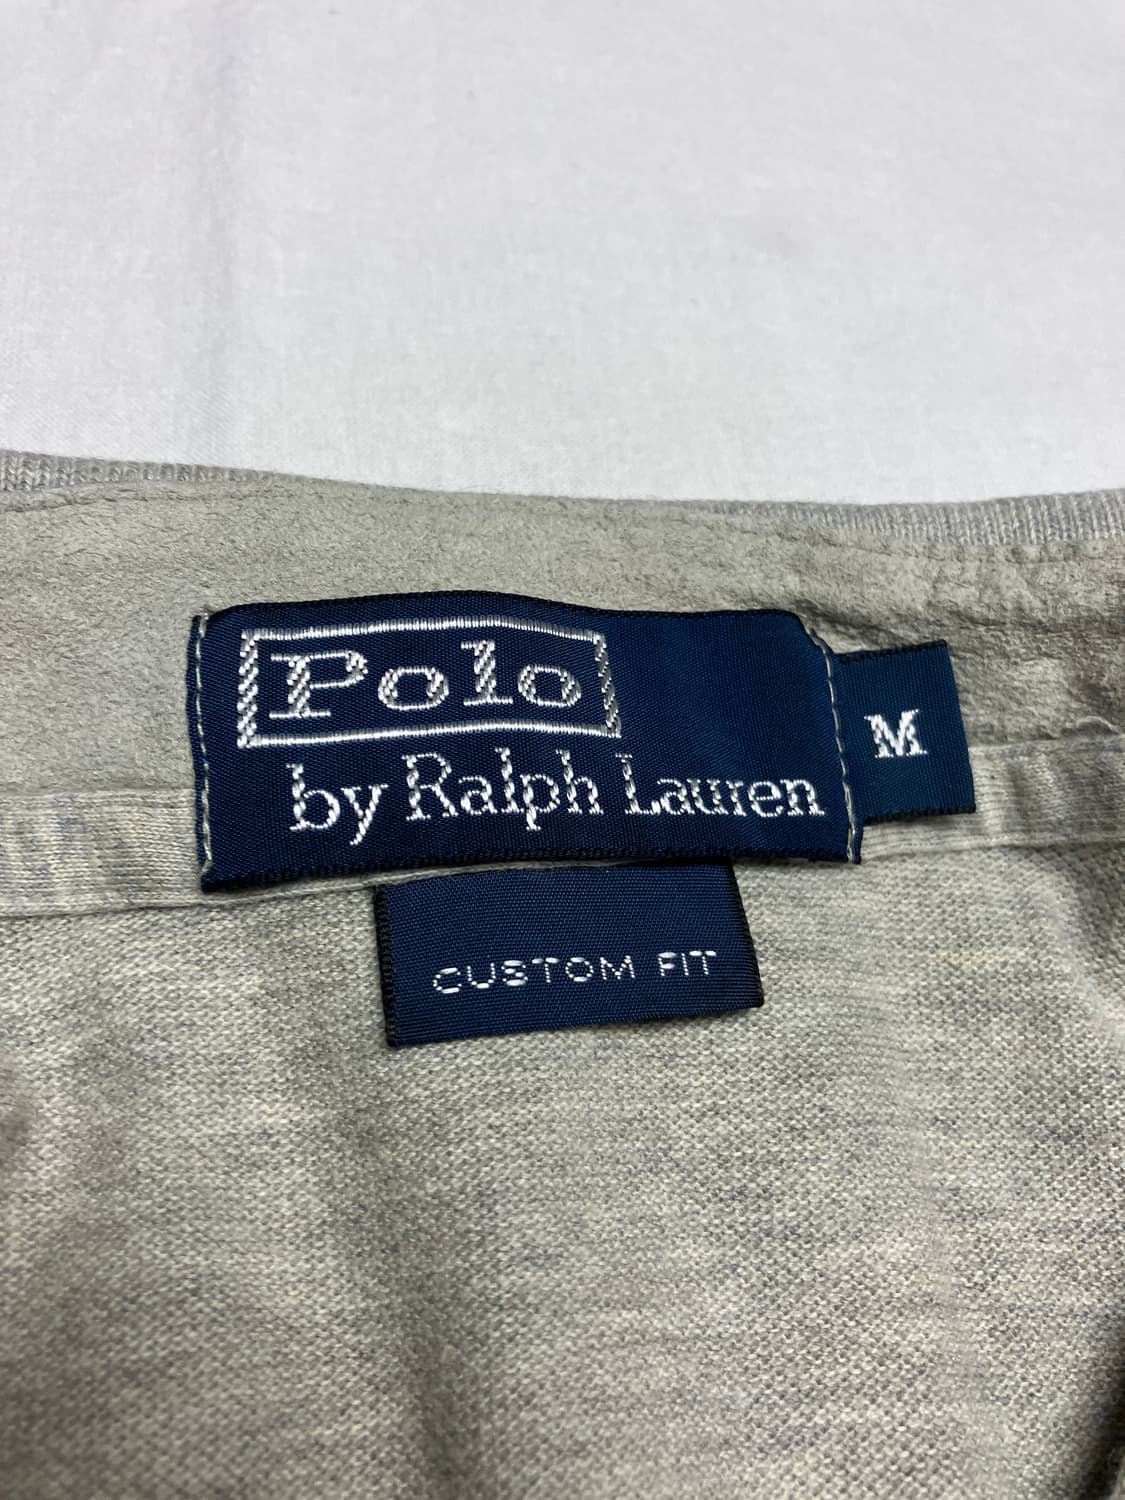 Polo
by Ralph Lauren
M
CUSTOM FIT